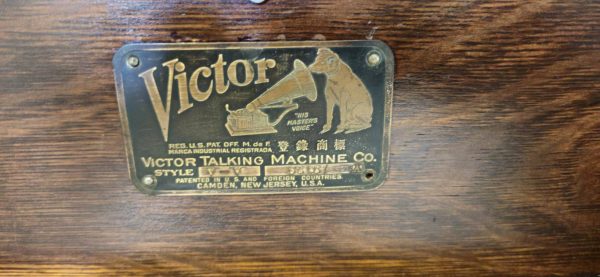 Victor
"HIS
MASTER'S
VOICE"
REG. U.S. PAT. OFF. M. de F.
MARCA INDUSTRIAL REGISTRADA. 標商錄登
VICTOR TALKING MACHINE CO.
STYLE V-V
PATENTED IN U.S. AND FOREIGN COUNTRIES.
CAMDEN, NEW JERSEY, U.S.A.